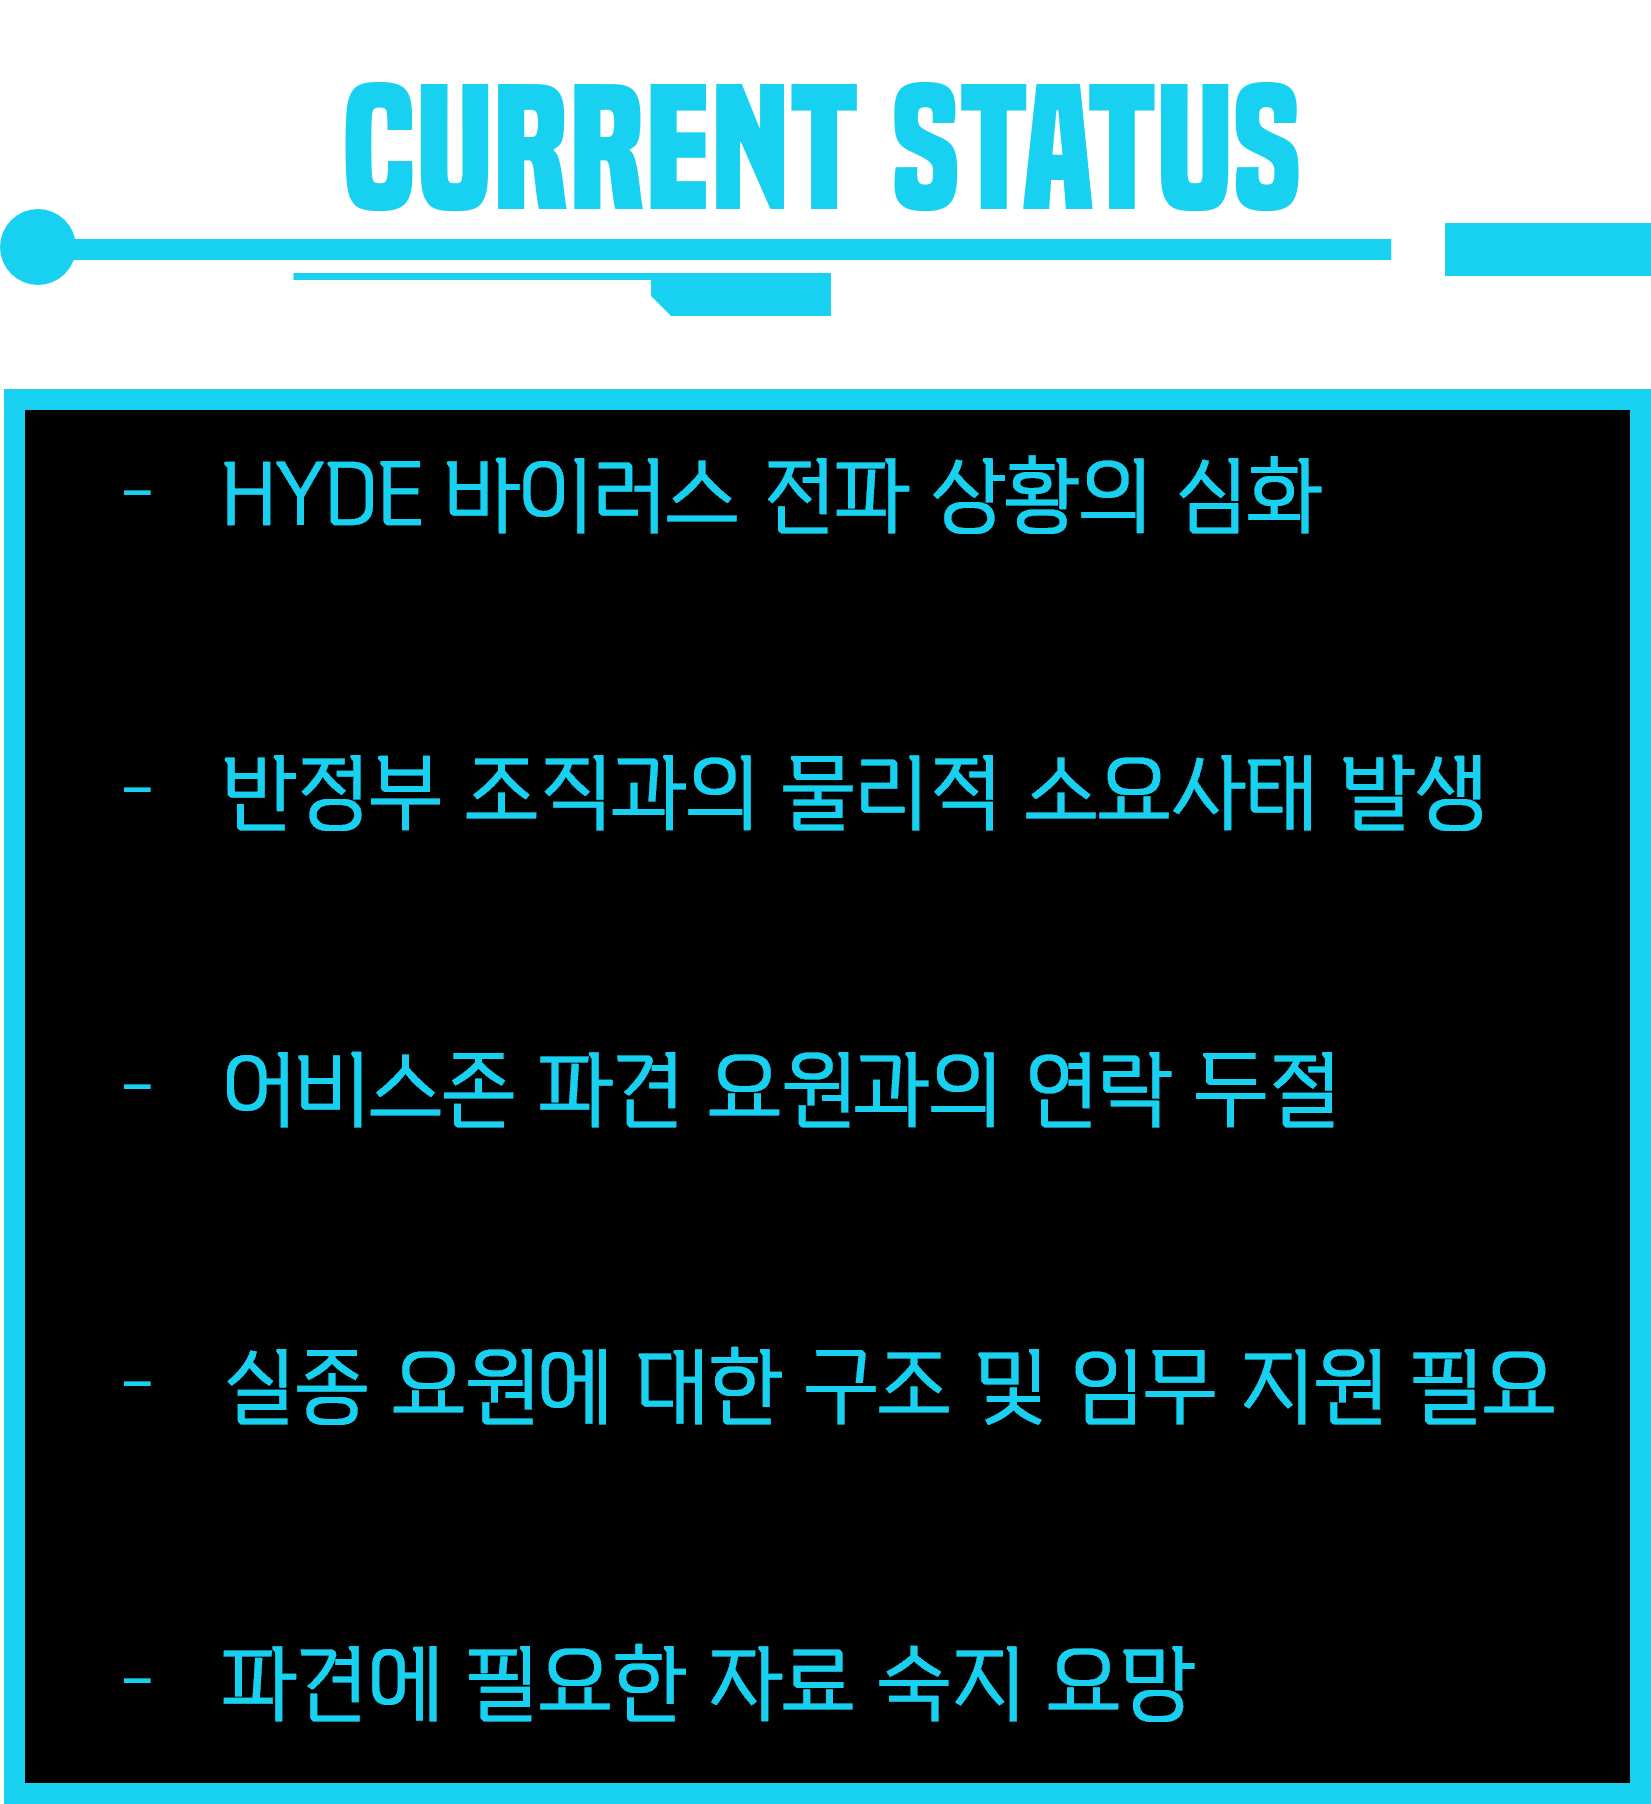 CURRENT STATUS
- HYDE 바이러스 전파 상황의 심화
- 반정부 조직과의 물리적 소요사태 발생
- 어비스존 파견 요원과의 연락 두절
- 실종 요원에 대한 구조 및 임무 지원 필요
- 파견에 필요한 자료 숙지 요망